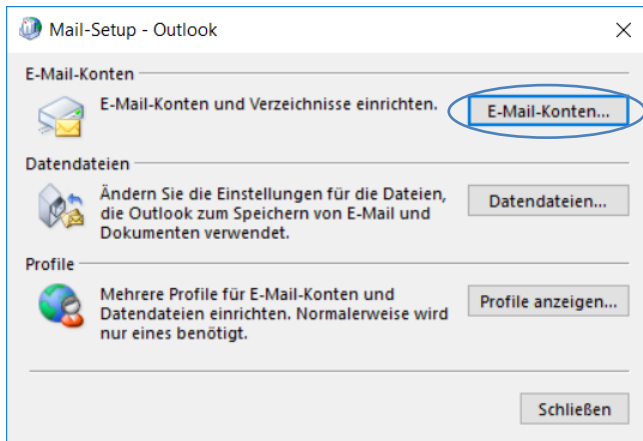 Mail-Setup - Outlook
E-Mail-Konten
E-Mail-Konten und Verzeichnisse einrichten.
E-Mail-Konten...
Datendateien
Ändern Sie die Einstellungen für die Dateien,
die Outlook zum Speichern von E-Mail und
Dokumenten verwendet.
Datendateien...
Profile
Mehrere Profile für E-Mail-Konten und
Datendateien einrichten. Normalerweise wird
nur eines benötigt.
Profile anzeigen...
Schließen